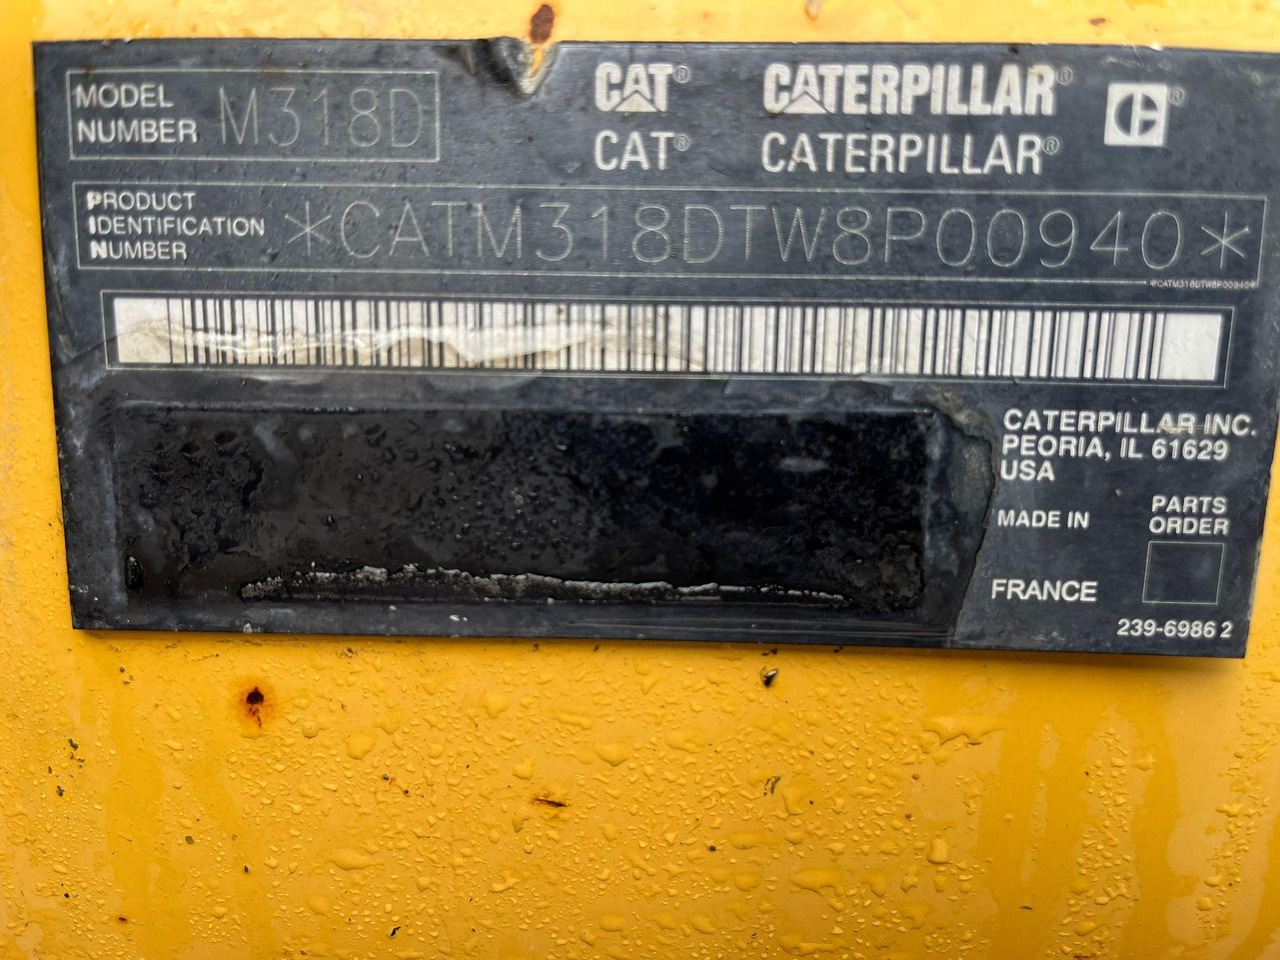 MODEL
NUMBER M318D
CAT® CATERPILLAR® ®
CAT® CATERPILLAR®
PRODUCT
IDENTIFICATION
NUMBER
*CATM318DTW8P00940*
*CATM318DTW8P00940*
CATERPILLAR INC.
PEORIA, IL 61629
USA
MADE IN
FRANCE
PARTS
ORDER
239-6986 2